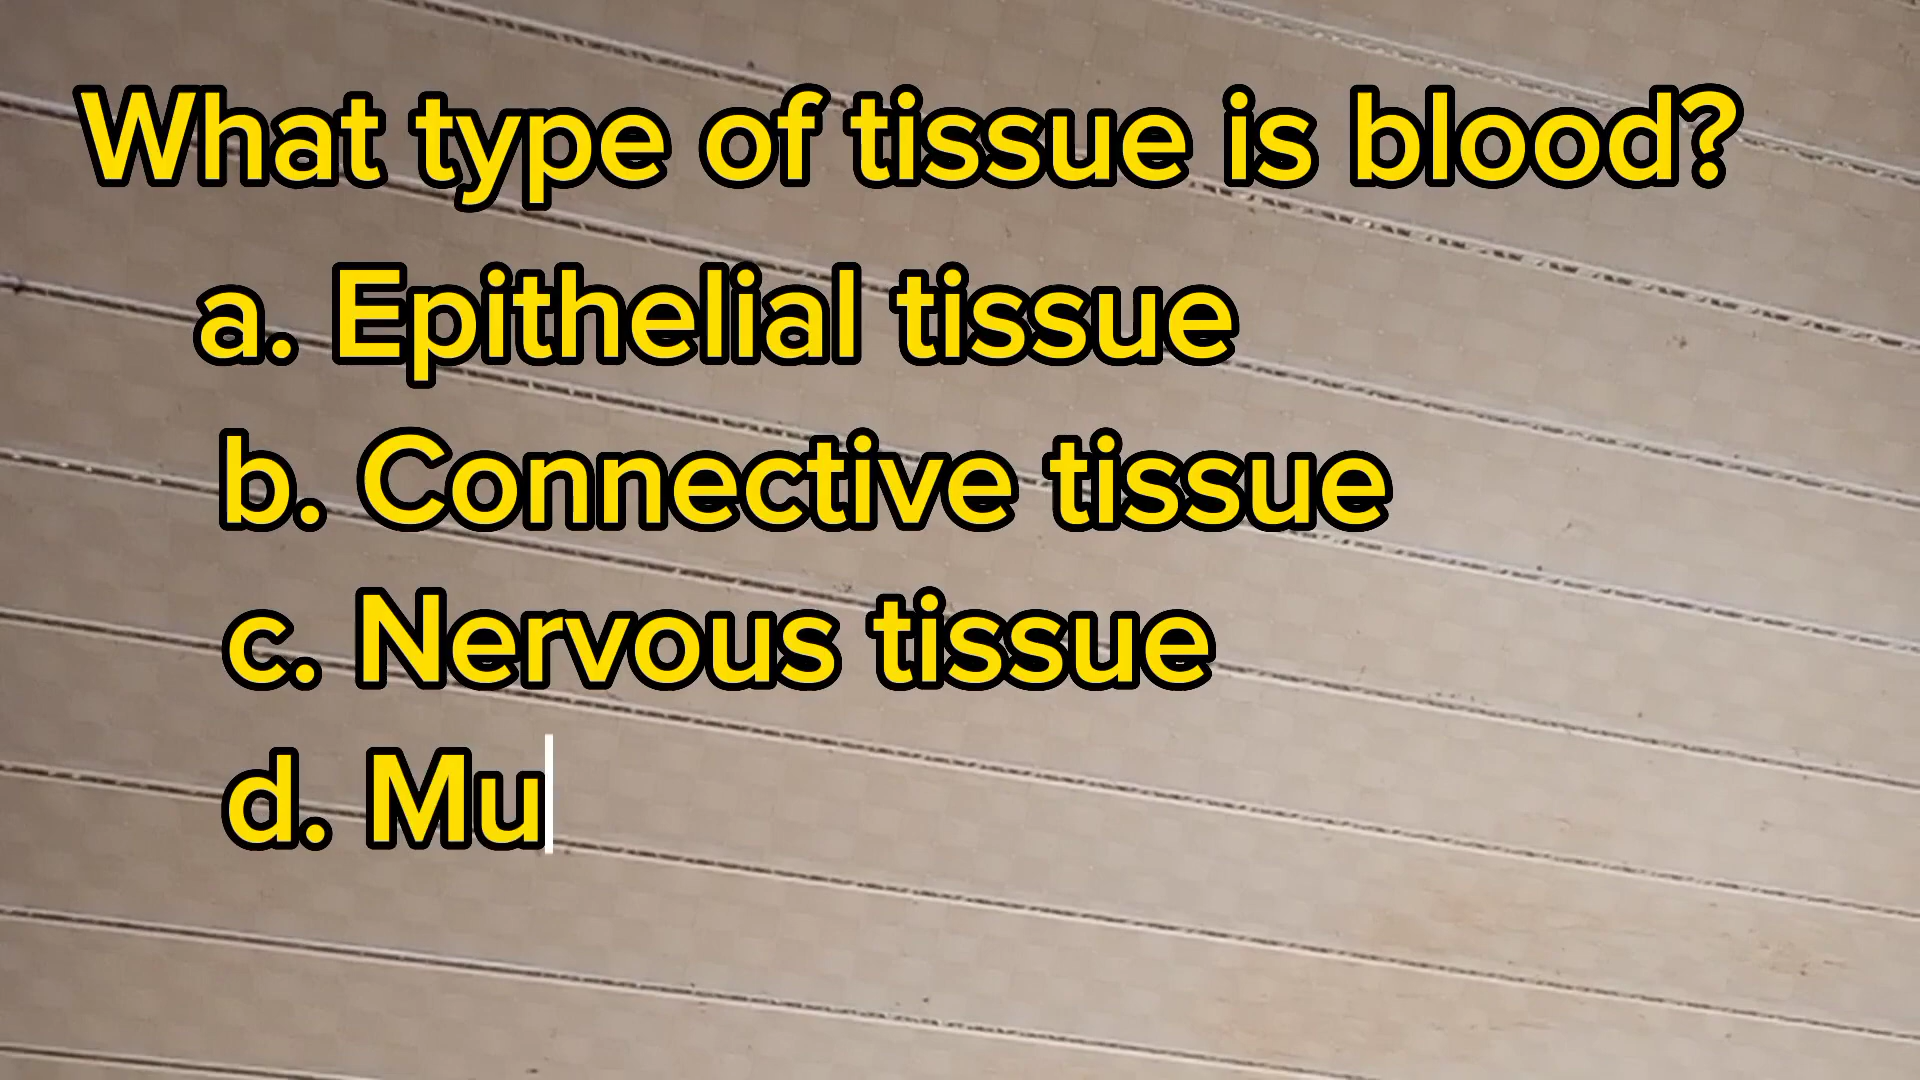 What type of tissue is blood?
a. Epithelial tissue
b. Connective tissue
c. Nervous tissue
d. Mu